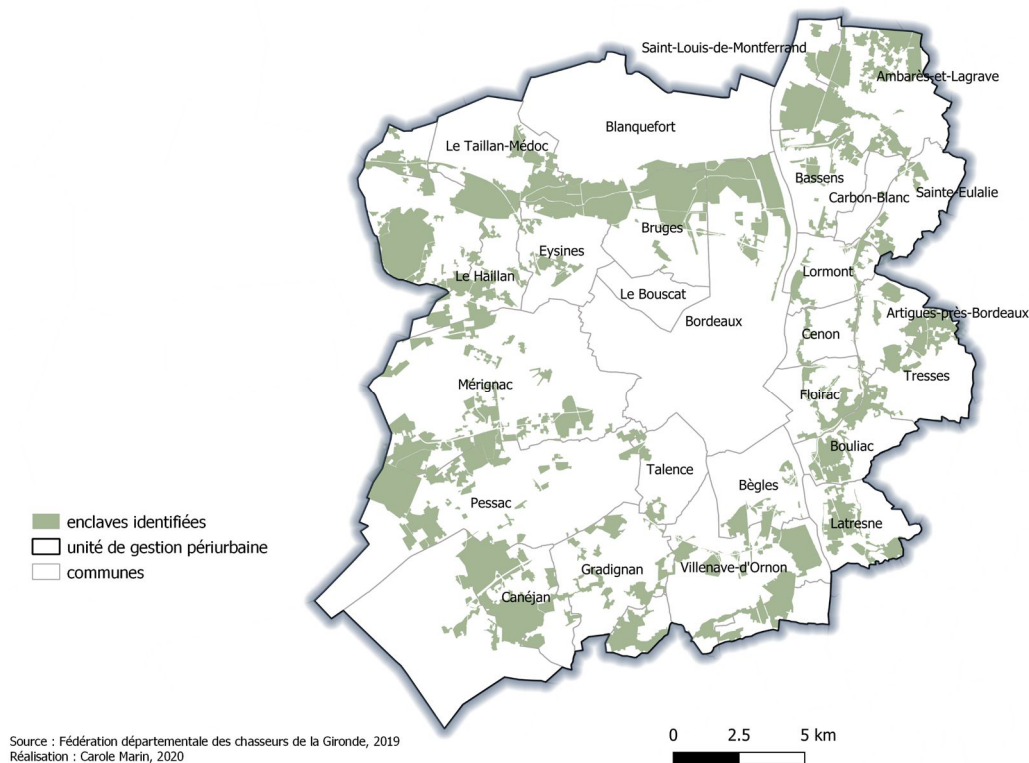 Saint-Louis-de-Montferrand
Ambarès-et-Lagrave
Blanquefort
Le Taillan-Médoc
Bassens
Carbon-Blanc
Sainte-Eulalie
Bruges
Eysines
Le Haillan
Lormont
Le Bouscat
Bordeaux
Artigues-près-Bordeaux
Cenon
Tresses
Mérignac
Floirac
Bouliac
Talence
Bègles
Pessac
Latresne
enclaves identifiées
unité de gestion périurbaine
communes
Gradignan
Villenave-d'Ornon
Canéjan
Source : Fédération départementale des chasseurs de la Gironde, 2019
Réalisation : Carole Marin, 2020
0 2.5 5 km